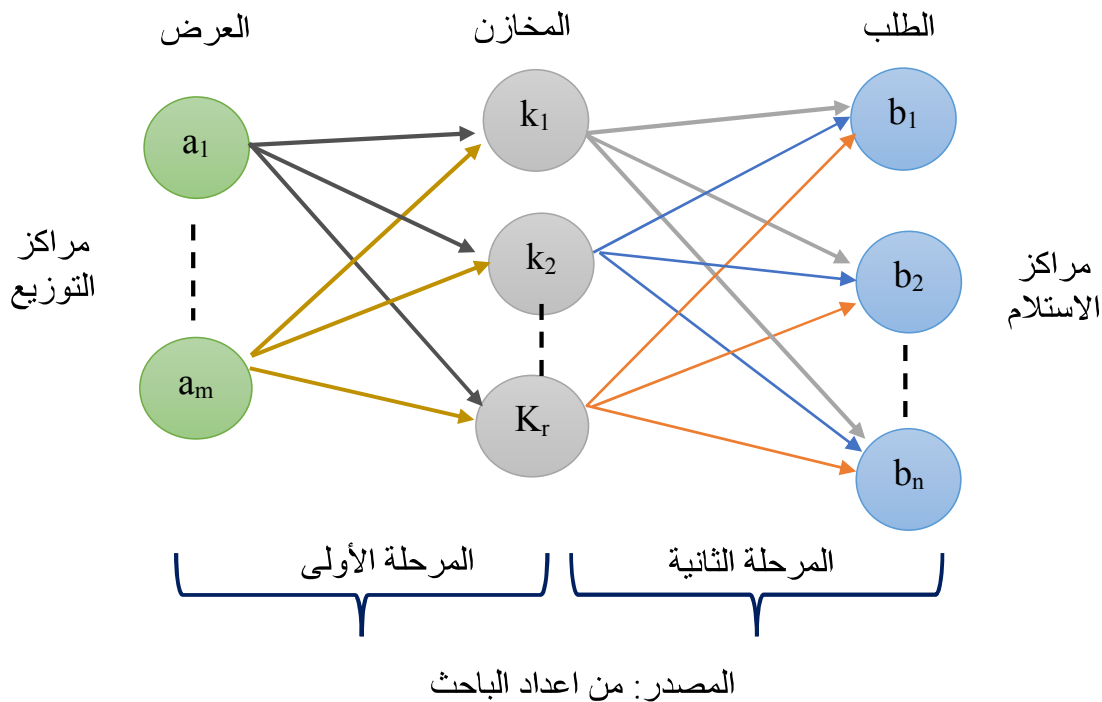 العرض
المخازن
الطلب
a1
k1
b1
مراكز
التوزيع
k2
b2
مراكز
الاستلام
am
Kr
bn
المرحلة الأولى
المرحلة الثانية
المصدر: من اعداد الباحث